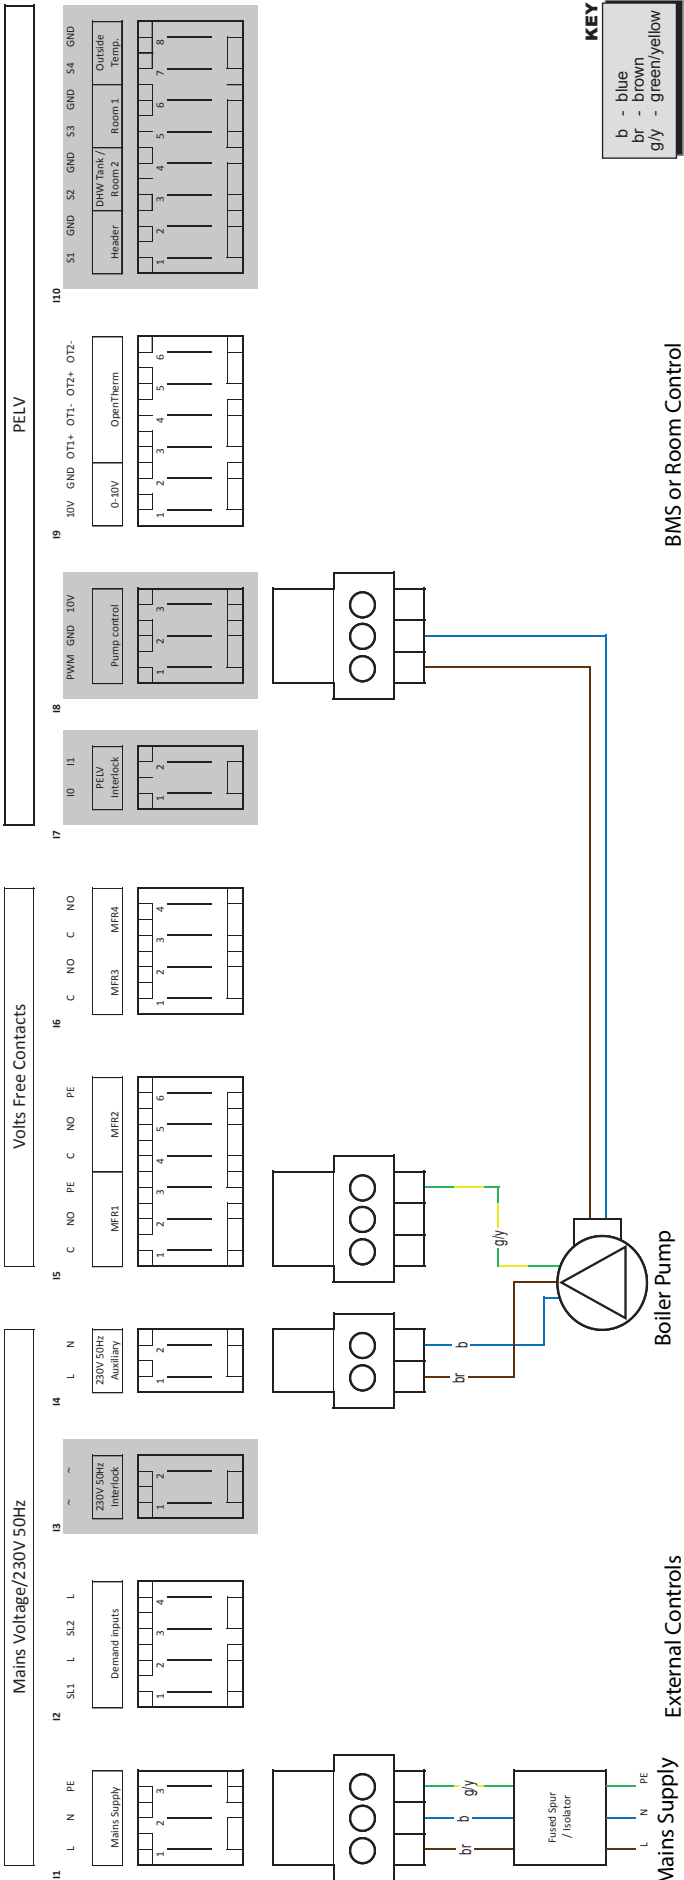 Mains Voltage/230V 50Hz
Volts Free Contacts
PELV
I1
L N PE
Mains Supply
1 2 3
I2
SL1 L SL2 L
Demand inputs
1 2 3 4
I3
~ ~
230V 50Hz
Interlock
1 2
I4
L N
230V 50Hz
Auxiliary
1 2
I5
C NO PE C NO PE
MFR1 MFR2
1 2 3 4 5 6
I6
C NO C NO
MFR3 MFR4
1 2 3 4
I7
I0 I1
PELV
Interlock
1 2
I8
PWM GND 10V
Pump control
1 2 3
I9
10V GND OT1+ OT1- OT2+ OT2-
0-10V OpenTherm
1 2 3 4 5 6
I10
S1 GND S2 GND S3 GND S4 GND
Header
DHW Tank /
Room 2
Room 1
Outside
Temp.
1 2 3 4 5 6 7 8
br b g/y
Fused Spur
/ Isolator
L N PE
Mains Supply
External Controls
br b
g/y
Boiler Pump
BMS or Room Control
KEY
b - blue
br - brown
g/y - green/yellow